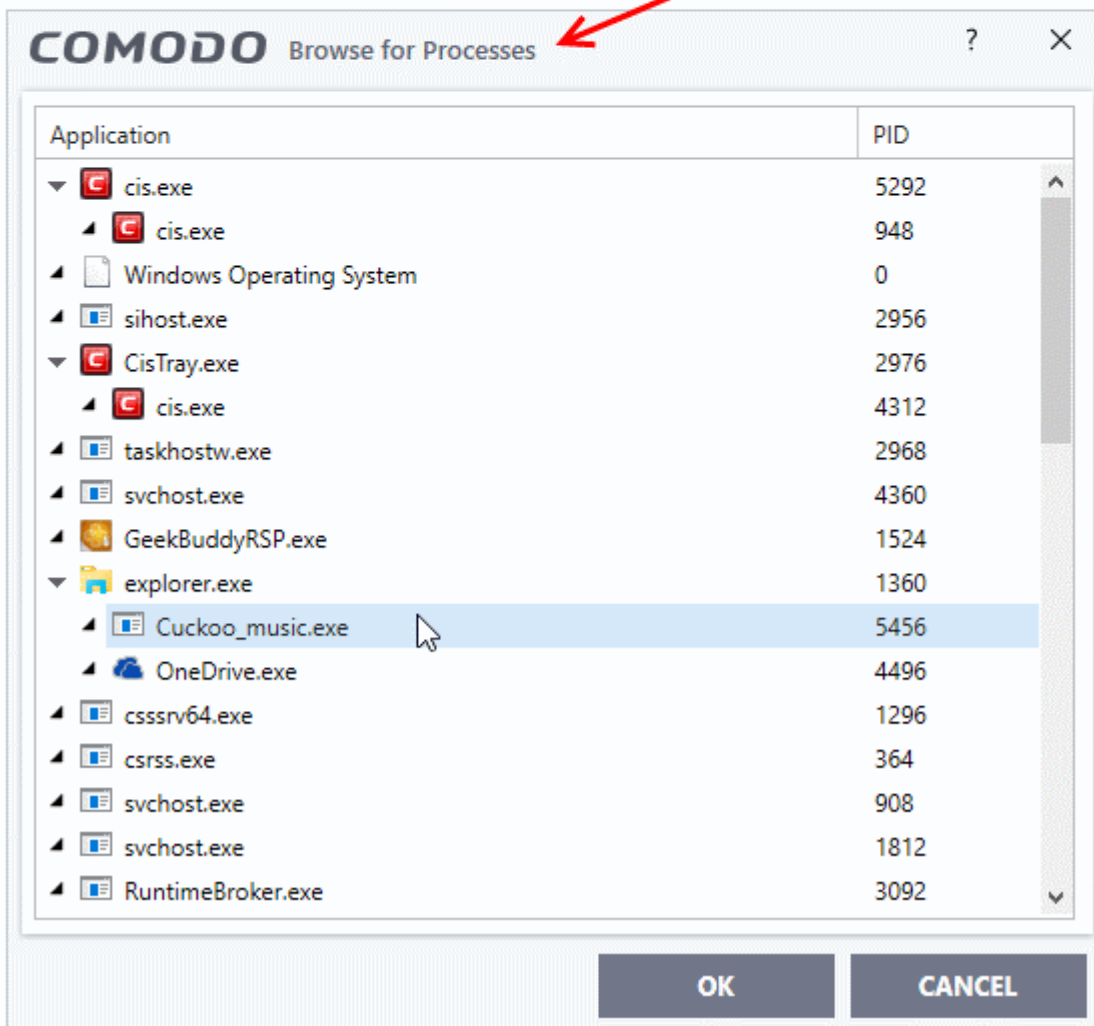 COMODO Browse for Processes ?
Application PID
cis.exe 5292
cis.exe 948
Windows Operating System 0
sihost.exe 2956
CisTray.exe 2976
cis.exe 4312
taskhostw.exe 2968
svchost.exe 4360
GeekBuddyRSP.exe 1524
explorer.exe 1360
Cuckoo_music.exe 5456
OneDrive.exe 4496
csssrv64.exe 1296
csrss.exe 364
svchost.exe 908
svchost.exe 1812
RuntimeBroker.exe 3092
OK CANCEL